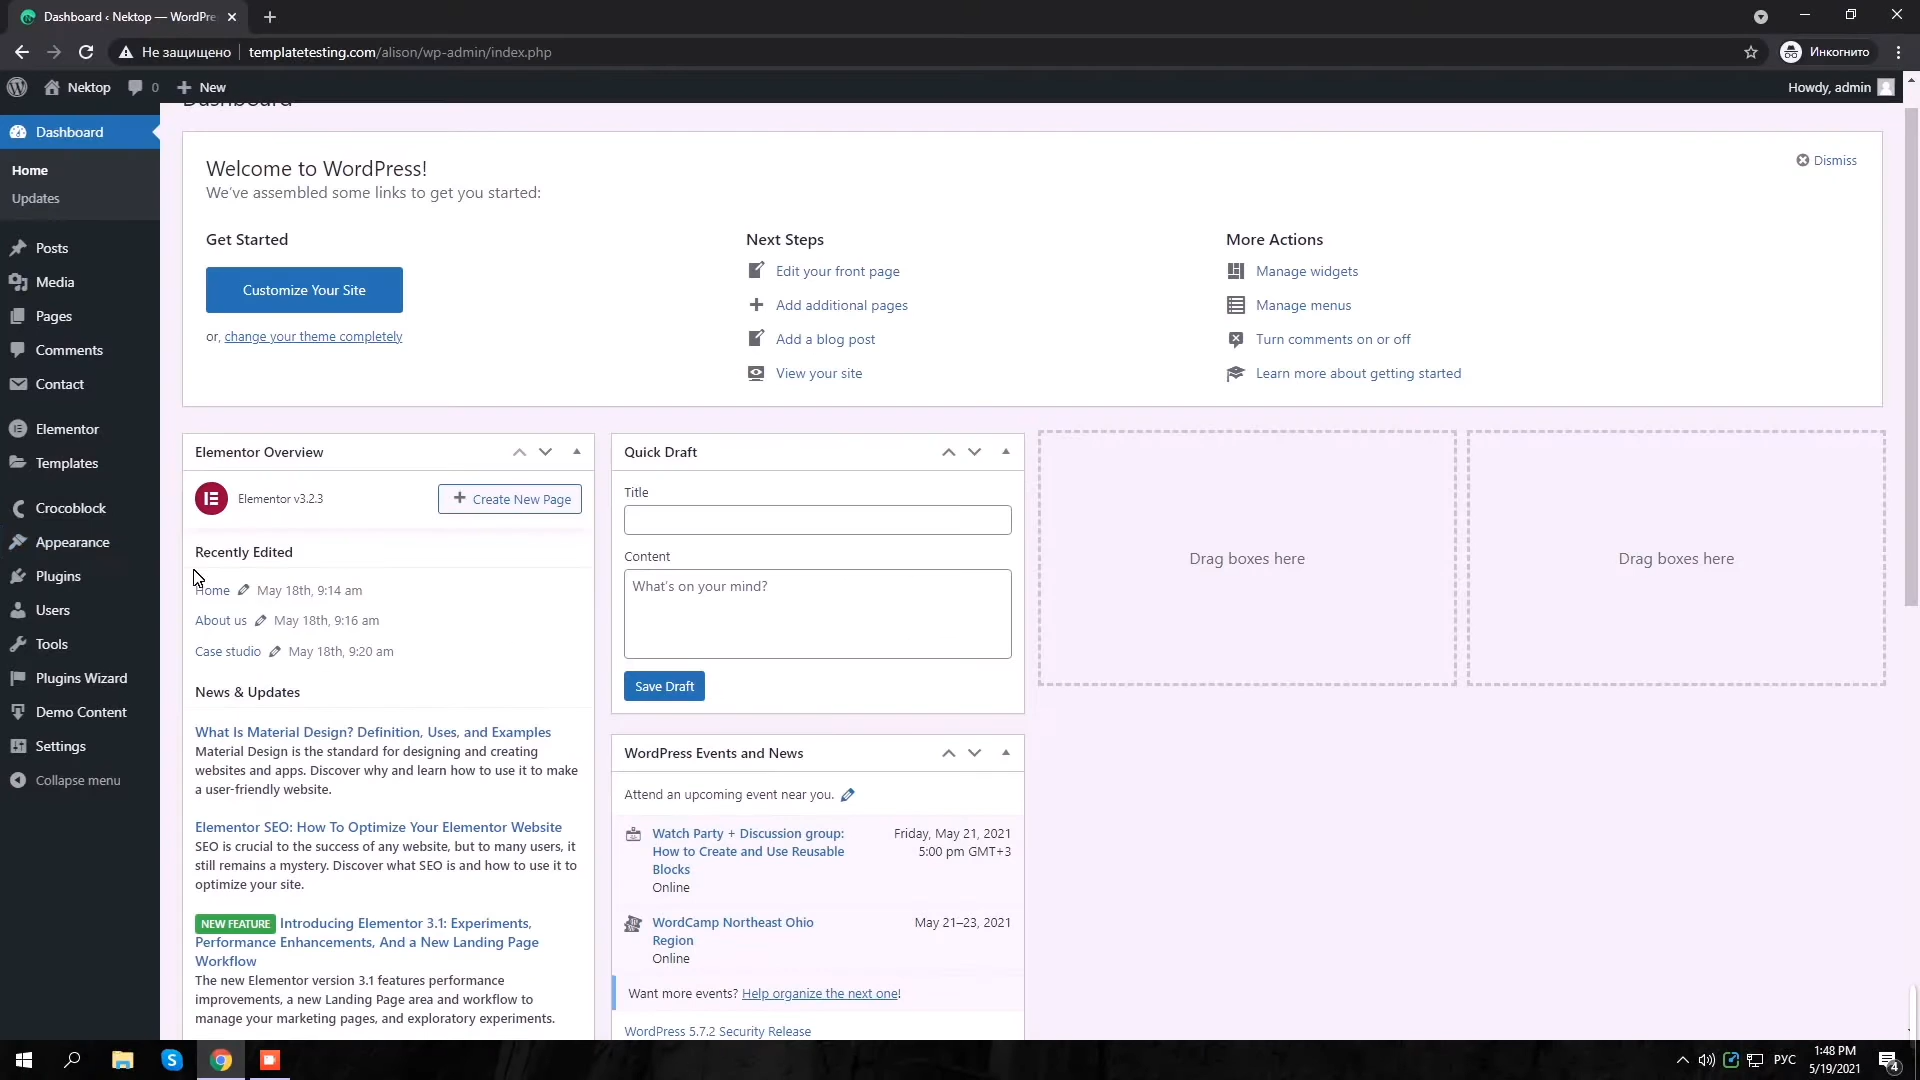 Dashboard ‹ Nektop — WordPre
Не защищено
templatetesting.com/alison/wp-admin/index.php
Инкогнито
Nektop
0
New
Howdy, admin
Dashboard
Home
Updates
Posts
Media
Pages
Comments
Contact
Elementor
Templates
Crocoblock
Appearance
Plugins
Users
Tools
Plugins Wizard
Demo Content
Settings
Collapse menu
Dashboard
Welcome to WordPress!
We've assembled some links to get you started:
Dismiss
Get Started
Customize Your Site
or, change your theme completely
Next Steps
Edit your front page
Add additional pages
Add a blog post
View your site
More Actions
Manage widgets
Manage menus
Turn comments on or off
Learn more about getting started
Elementor Overview
Elementor v3.2.3
Create New Page
Recently Edited
Home May 18th, 9:14 am
About us May 18th, 9:16 am
Case studio May 18th, 9:20 am
News & Updates
What Is Material Design? Definition, Uses, and Examples
Material Design is the standard for designing and creating
websites and apps. Discover why and learn how to use it to make
a user-friendly website.
Elementor SEO: How To Optimize Your Elementor Website
SEO is crucial to the success of any website, but to many users, it
still remains a mystery. Discover what SEO is and how to use it to
optimize your site.
NEW FEATURE Introducing Elementor 3.1: Experiments,
Performance Enhancements, And a New Landing Page
Workflow
The new Elementor version 3.1 features performance
improvements, a new Landing Page area and workflow to
manage your marketing pages, and exploratory experiments.
Quick Draft
Title
Content
What's on your mind?
Save Draft
WordPress Events and News
Attend an upcoming event near you.
Watch Party + Discussion group: Friday, May 21, 2021
How to Create and Use Reusable 5:00 pm GMT+3
Blocks
Online
WordCamp Northeast Ohio May 21–23, 2021
Region
Online
Want more events? Help organize the next one!
WordPress 5.7.2 Security Release
Drag boxes here
Drag boxes here
РУС
1:48 PM
5/19/2021
4